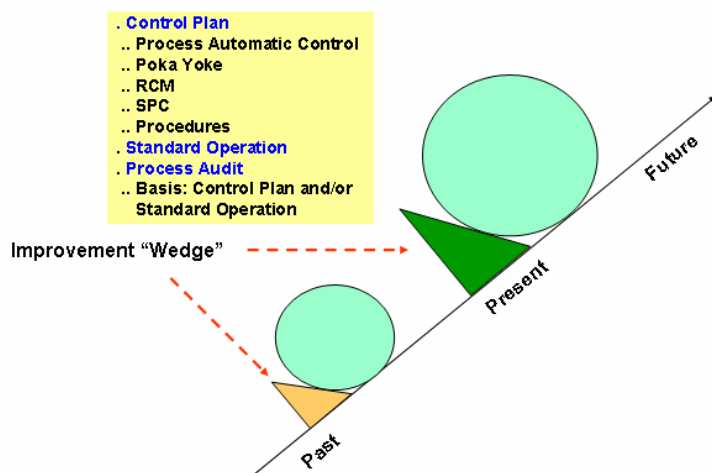 . Control Plan
.. Process Automatic Control
.. Poka Yoke
.. RCM
.. SPC
.. Procedures
. Standard Operation
. Process Audit
.. Basis: Control Plan and/or
Standard Operation
Improvement “Wedge”
Past
Present
Future